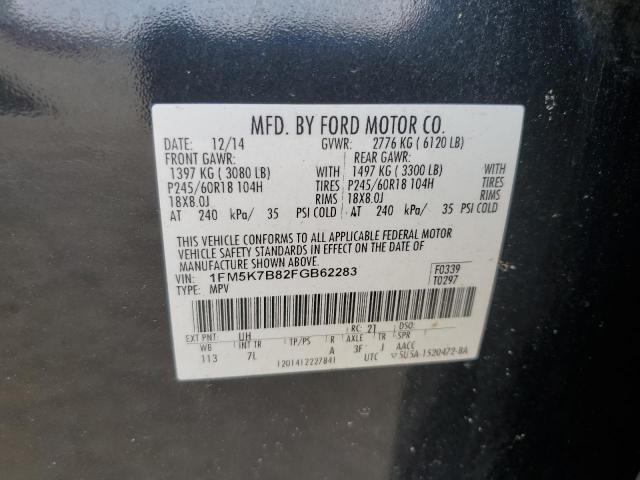 MFD. BY FORD MOTOR CO.
DATE: 12/14 GVWR: 2776 KG ( 6120 LB)
FRONT GAWR: REAR GAWR:
1397 KG ( 3080 LB) WITH 1497 KG ( 3300 LB) WITH
P245/60R18 104H TIRES P245/60R18 104H TIRES
18X8.0J RIMS 18X8.0J RIMS
AT 240 kPa/ 35 PSI COLD AT 240 kPa/ 35 PSI COLD
THIS VEHICLE CONFORMS TO ALL APPLICABLE FEDERAL MOTOR
VEHICLE SAFETY STANDARDS IN EFFECT ON THE DATE OF
MANUFACTURE SHOWN ABOVE.
VIN: 1FM5K7B82FGB62283 F0339
TYPE: MPV T0297
EXT PNT: UH RC: 21 DSO:
WB INT TR TP/PS R AXLE TR SPR
113 7L A 3F J AACC
1201412227841 UTC 5U5A-1520472-BA